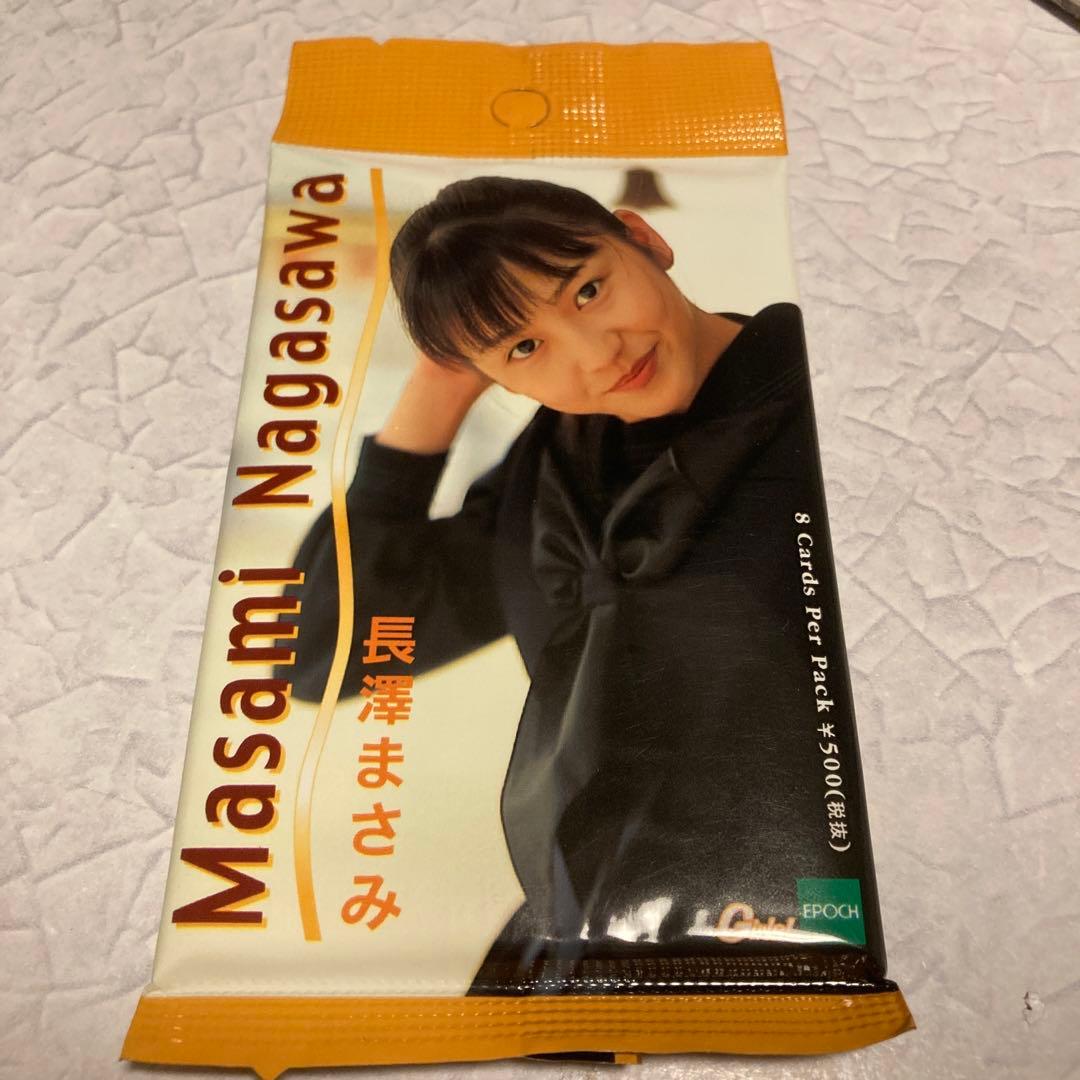 Masami Nagasawa
長澤まさみ
8 Cards Per Pack ¥500(税抜)
EPOCH